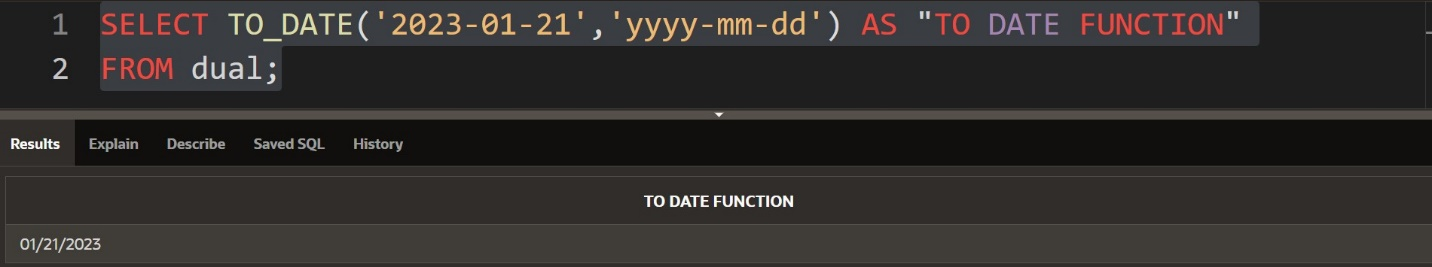 1 SELECT TO_DATE('2023-01-21','yyyy-mm-dd') AS "TO DATE FUNCTION"
2 FROM dual;
Results Explain Describe Saved SQL History
TO DATE FUNCTION
01/21/2023